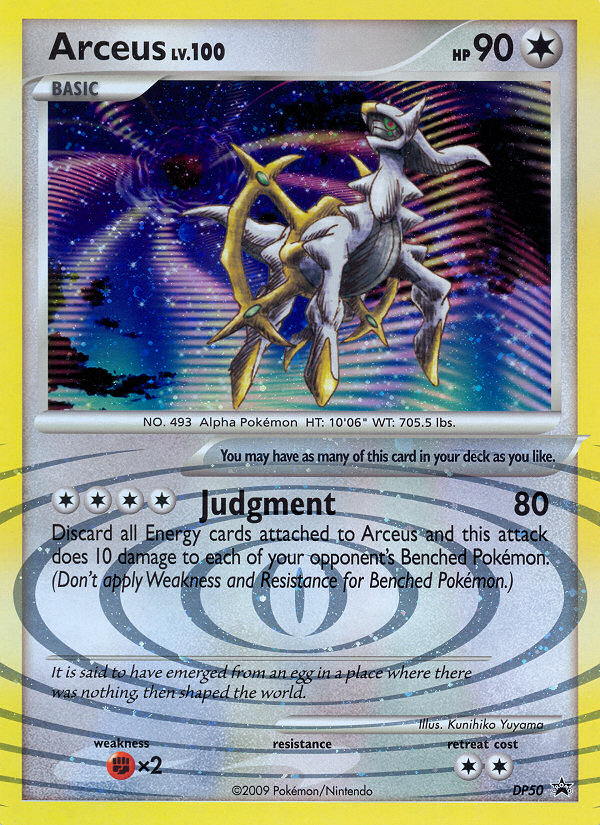 Arceus LV.100 HP 90
BASIC
NO. 493 Alpha Pokémon HT: 10'06" WT: 705.5 lbs.
You may have as many of this card in your deck as you like.
Judgment 80
Discard all Energy cards attached to Arceus and this attack
does 10 damage to each of your opponent's Benched Pokémon.
(Don't apply Weakness and Resistance for Benched Pokémon.)
It is said to have emerged from an egg in a place where there
was nothing, then shaped the world.
Illus. Kunihiko Yuyama
weakness resistance retreat cost
×2
©2009 Pokémon/Nintendo DP50 PROMO